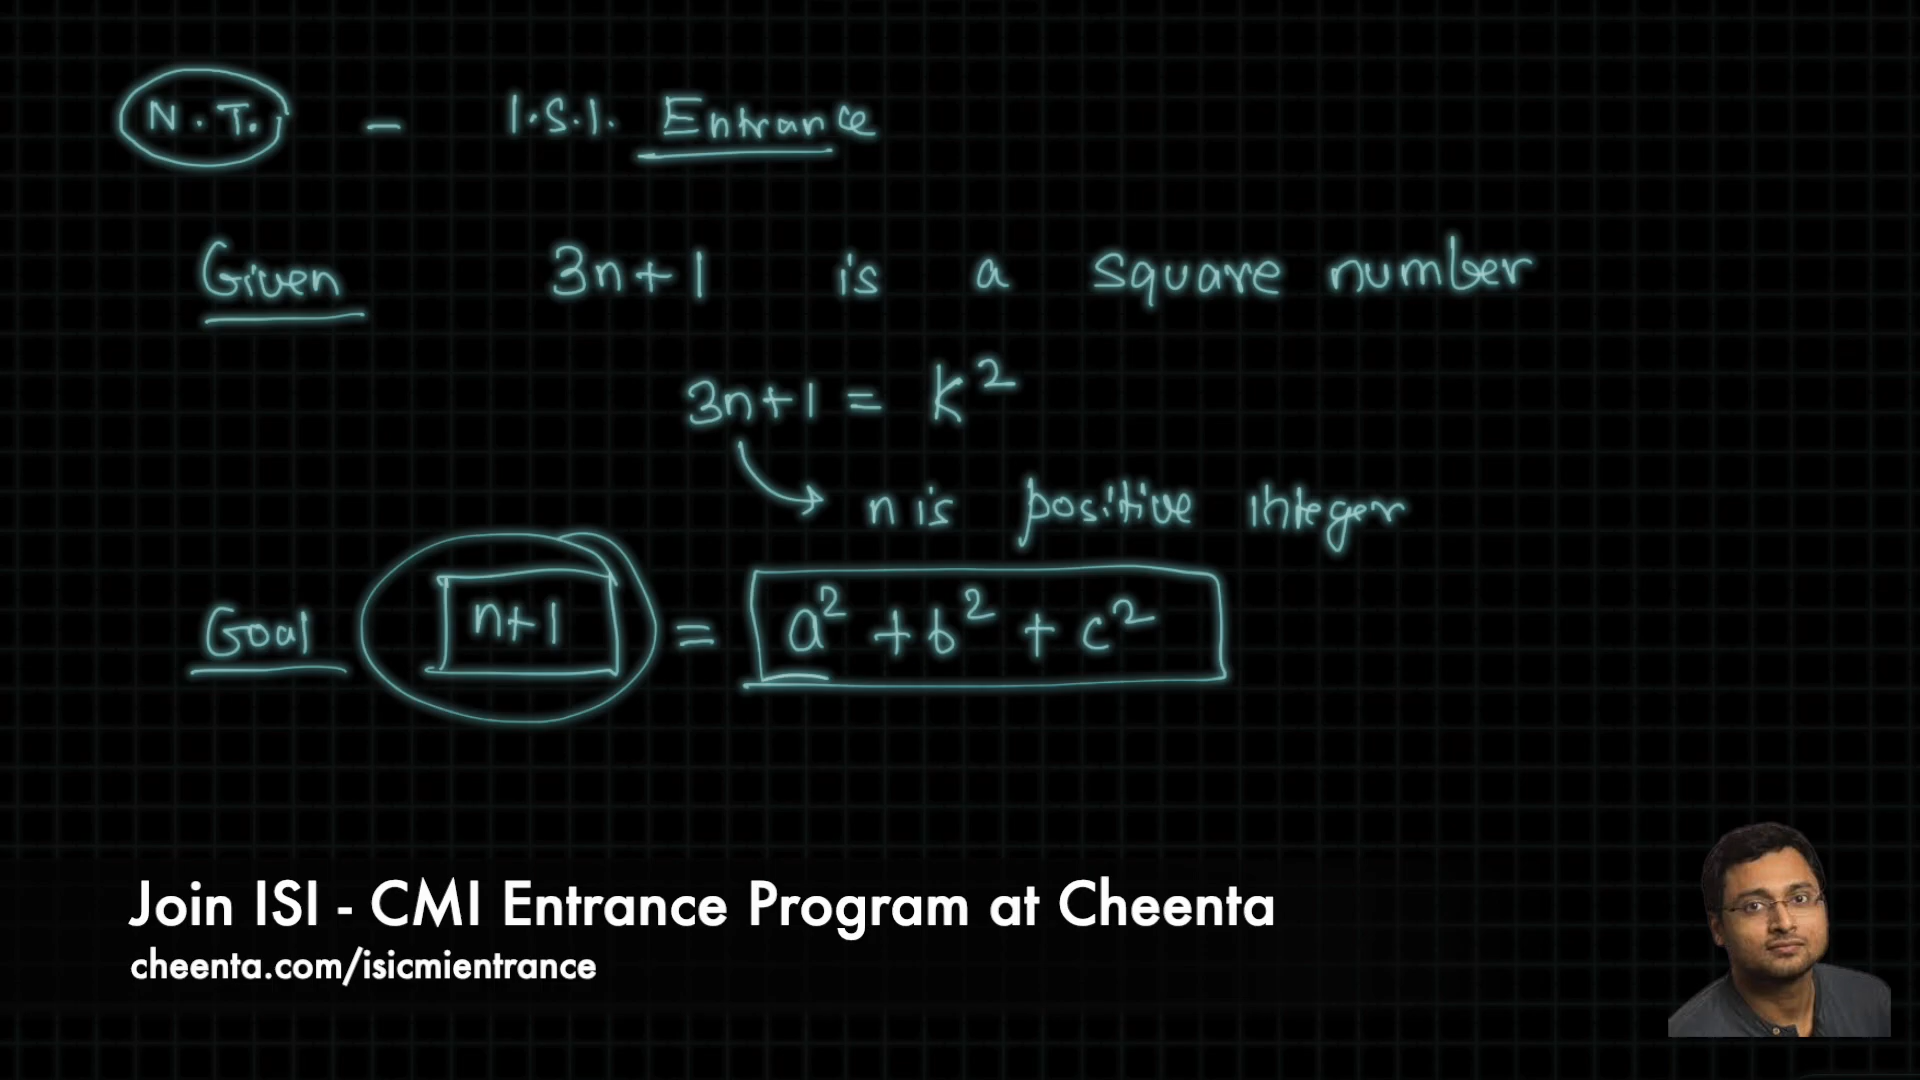 N.T. - I.S.I. Entrance
Given 3n+1 is a square number
3n+1 = k²
n is positive integer
Goal n+1 = a² + b² + c²
Join ISI - CMI Entrance Program at Cheenta
cheenta.com/isicmientrance